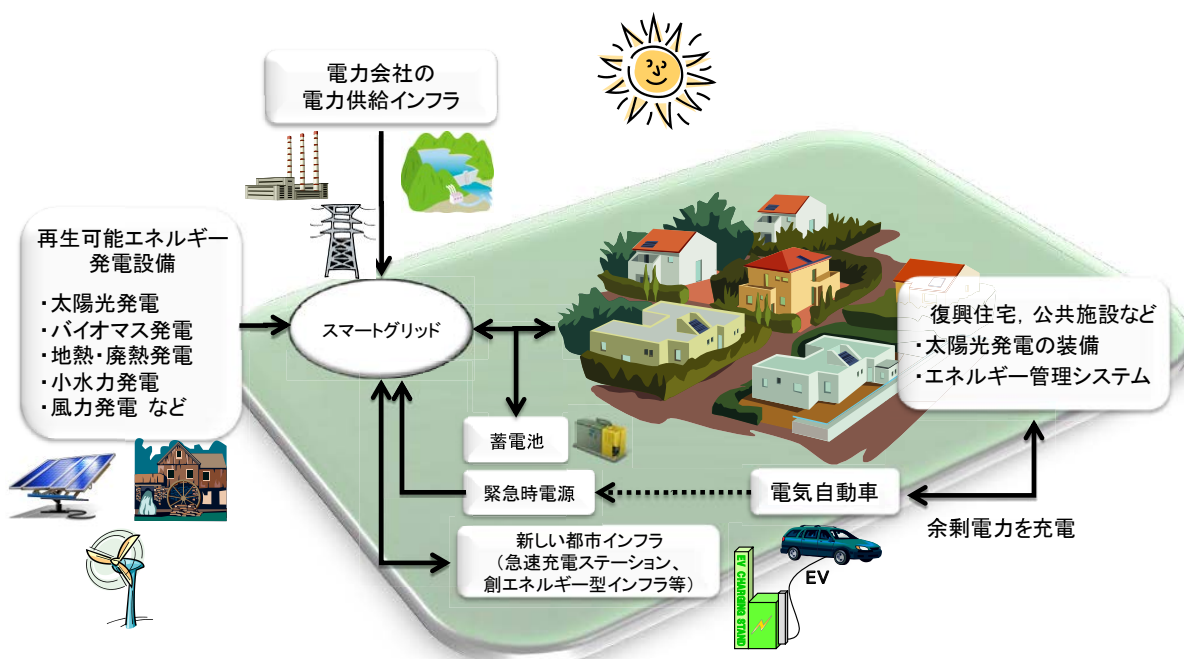 電力会社の
電力供給インフラ
再生可能エネルギー
発電設備
・太陽光発電
・バイオマス発電
・地熱・廃熱発電
・小水力発電
・風力発電 など
スマートグリッド
復興住宅, 公共施設など
・太陽光発電の装備
・エネルギー管理システム
蓄電池
緊急時電源
電気自動車
余剰電力を充電
新しい都市インフラ
(急速充電ステーション、
創エネルギー型インフラ等)
EV
EV CHARGING STAND